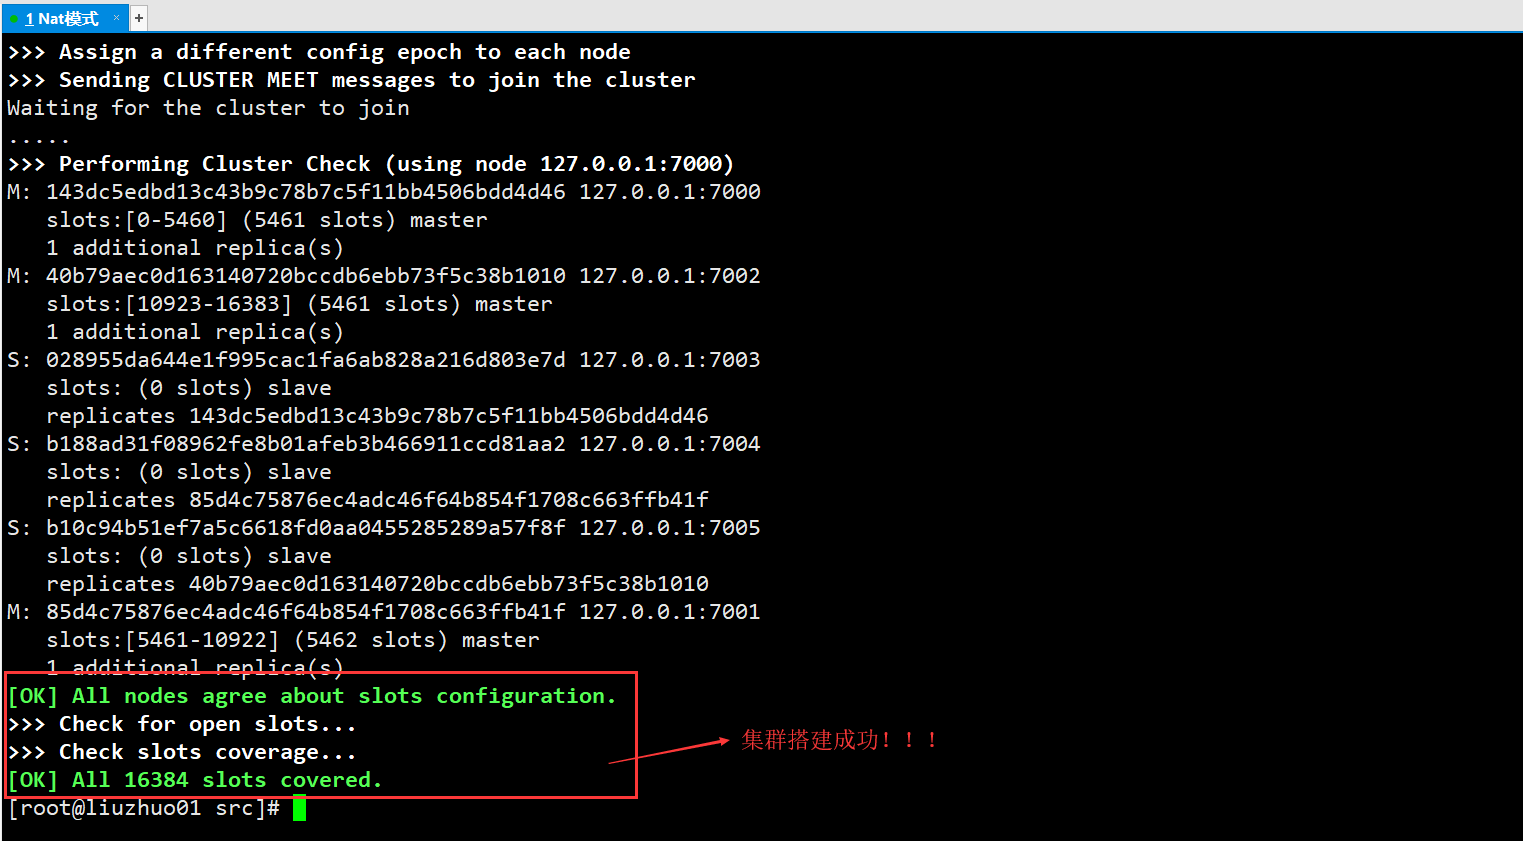 1 Nat模式 × +
>>> Assign a different config epoch to each node
>>> Sending CLUSTER MEET messages to join the cluster
Waiting for the cluster to join
.....
>>> Performing Cluster Check (using node 127.0.0.1:7000)
M: 143dc5edbd13c43b9c78b7c5f11bb4506bdd4d46 127.0.0.1:7000
slots:[0-5460] (5461 slots) master
1 additional replica(s)
M: 40b79aec0d163140720bccdb6ebb73f5c38b1010 127.0.0.1:7002
slots:[10923-16383] (5461 slots) master
1 additional replica(s)
S: 028955da644e1f995cac1fa6ab828a216d803e7d 127.0.0.1:7003
slots: (0 slots) slave
replicates 143dc5edbd13c43b9c78b7c5f11bb4506bdd4d46
S: b188ad31f08962fe8b01afeb3b466911ccd81aa2 127.0.0.1:7004
slots: (0 slots) slave
replicates 85d4c75876ec4adc46f64b854f1708c663ffb41f
S: b10c94b51ef7a5c6618fd0aa0455285289a57f8f 127.0.0.1:7005
slots: (0 slots) slave
replicates 40b79aec0d163140720bccdb6ebb73f5c38b1010
M: 85d4c75876ec4adc46f64b854f1708c663ffb41f 127.0.0.1:7001
slots:[5461-10922] (5462 slots) master
1 additional replica(s)
[OK] All nodes agree about slots configuration.
>>> Check for open slots...
>>> Check slots coverage...
集群搭建成功！！！
[OK] All 16384 slots covered.
[root@liuzhuo01 src]#